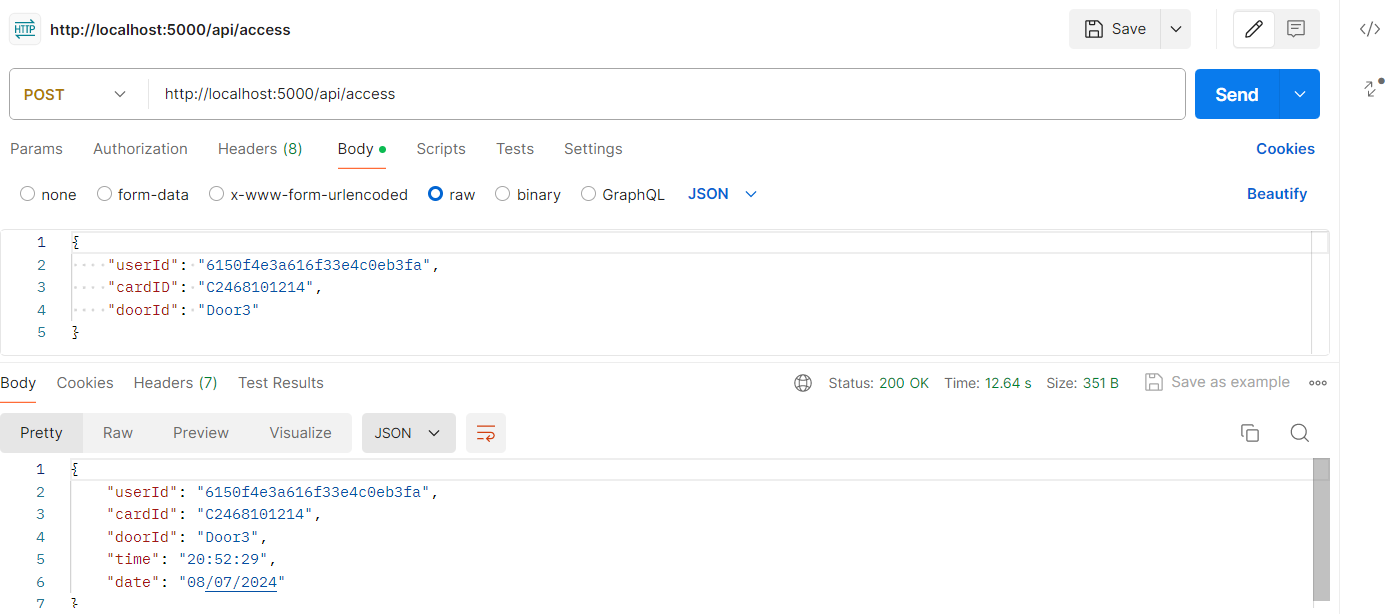 HTTP http://localhost:5000/api/access Save
POST http://localhost:5000/api/access Send
Params Authorization Headers (8) Body Scripts Tests Settings Cookies
none form-data x-www-form-urlencoded raw binary GraphQL JSON Beautify
1 {
2 "userId": "6150f4e3a616f33e4c0eb3fa",
3 "cardID": "C2468101214",
4 "doorId": "Door3"
5 }
Body Cookies Headers (7) Test Results Status: 200 OK Time: 12.64 s Size: 351 B Save as example
Pretty Raw Preview Visualize JSON
1 {
2 "userId": "6150f4e3a616f33e4c0eb3fa",
3 "cardId": "C2468101214",
4 "doorId": "Door3",
5 "time": "20:52:29",
6 "date": "08/07/2024"
7 }